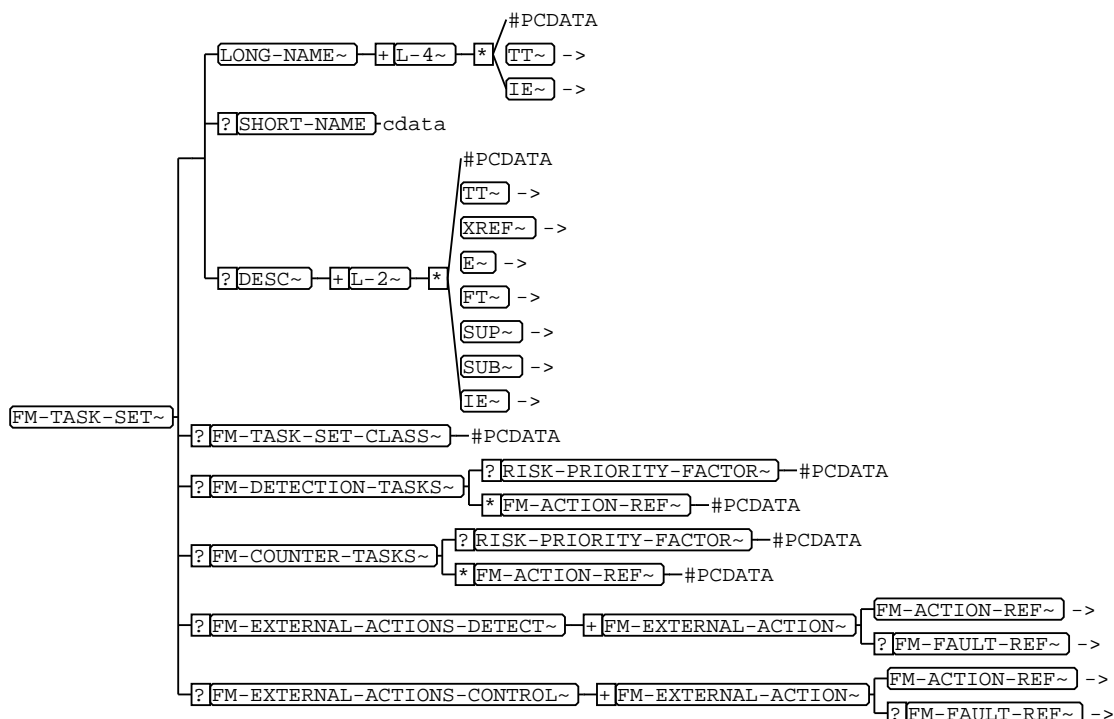 #PCDATA
LONG-NAME~ + L-4~ * TT~ ->
IE~ ->
? SHORT-NAME cdata
#PCDATA
TT~ ->
XREF~ ->
E~ ->
? DESC~ + L-2~ *
FT~ ->
SUP~ ->
SUB~ ->
IE~ ->
FM-TASK-SET~
? FM-TASK-SET-CLASS~ #PCDATA
? RISK-PRIORITY-FACTOR~ #PCDATA
? FM-DETECTION-TASKS~
* FM-ACTION-REF~ #PCDATA
? RISK-PRIORITY-FACTOR~ #PCDATA
? FM-COUNTER-TASKS~
* FM-ACTION-REF~ #PCDATA
FM-ACTION-REF~ ->
? FM-EXTERNAL-ACTIONS-DETECT~ + FM-EXTERNAL-ACTION~
? FM-FAULT-REF~ ->
FM-ACTION-REF~ ->
? FM-EXTERNAL-ACTIONS-CONTROL~ + FM-EXTERNAL-ACTION~
? FM-FAULT-REF~ ->